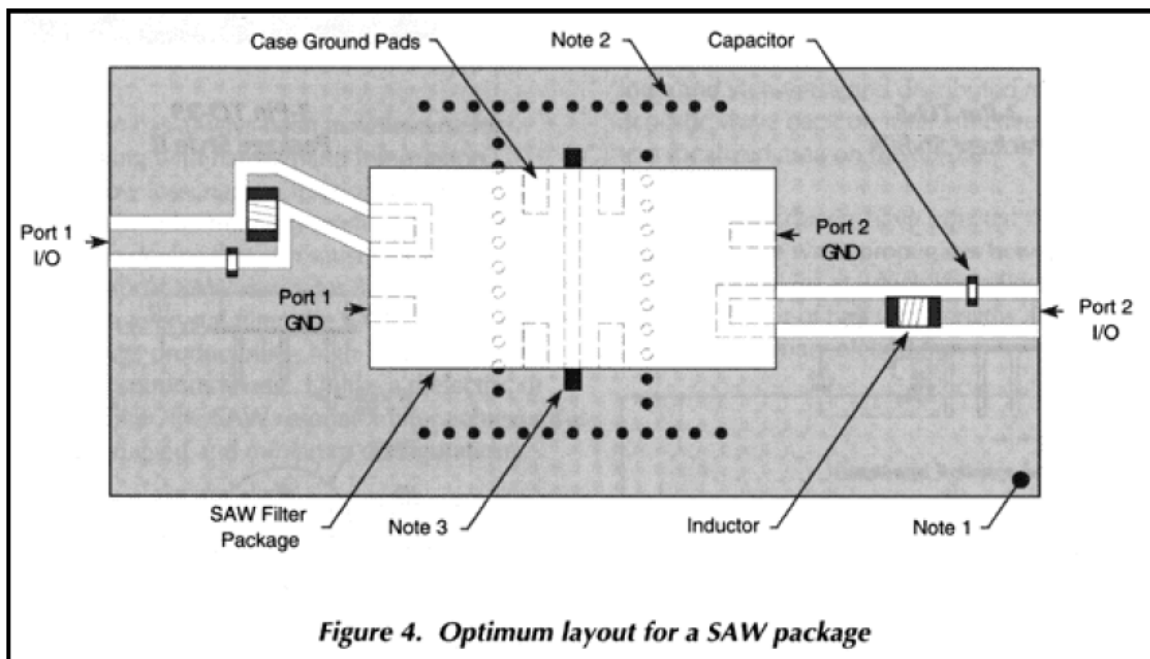 Case Ground Pads
Note 2
Capacitor
Port 1
I/O
Port 2
GND
Port 1
GND
Port 2
I/O
SAW Filter
Package
Note 3
Inductor
Note 1
Figure 4. Optimum layout for a SAW package